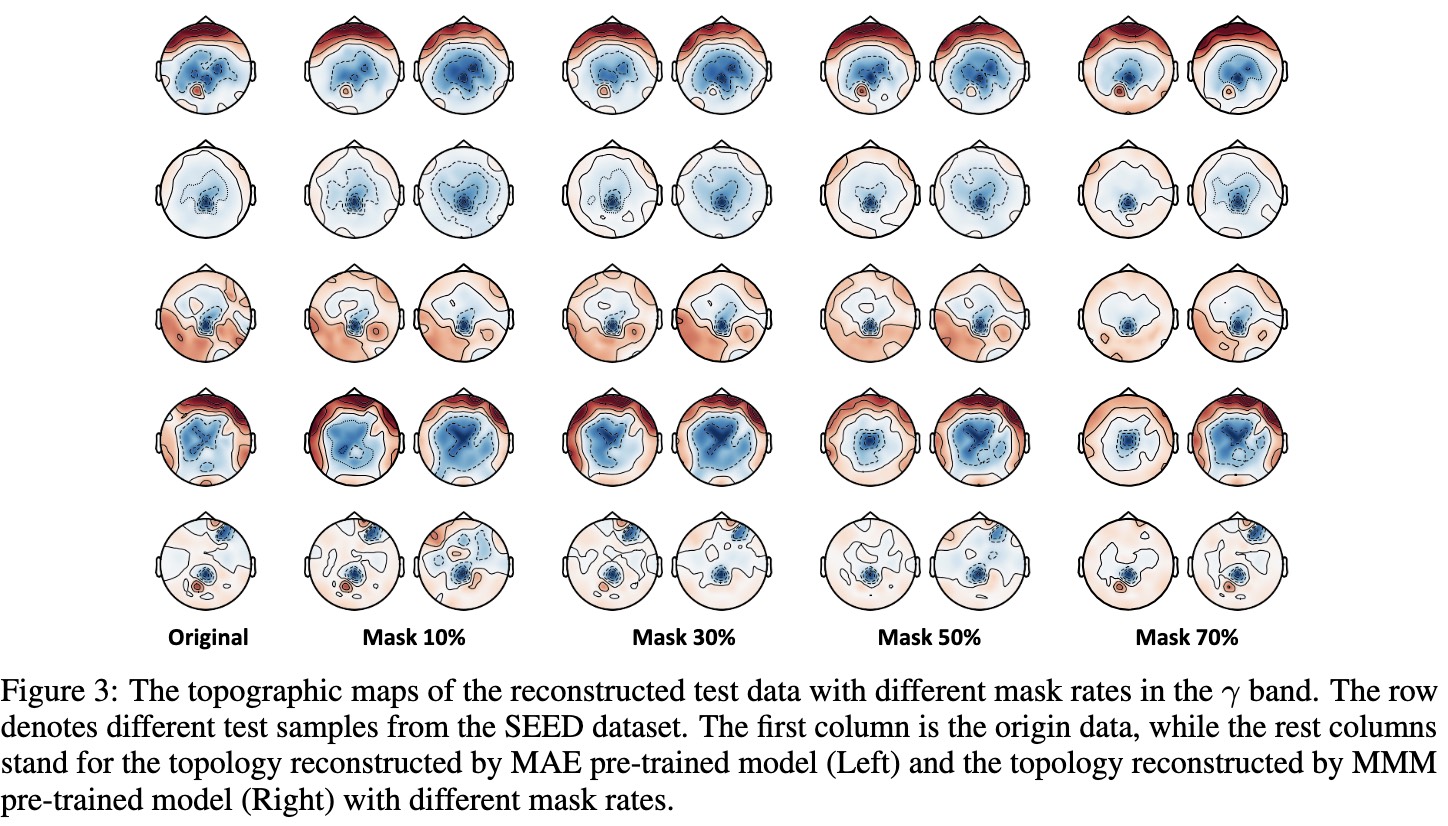 Original Mask 10% Mask 30% Mask 50% Mask 70%
Figure 3: The topographic maps of the reconstructed test data with different mask rates in the γ band. The row
denotes different test samples from the SEED dataset. The first column is the origin data, while the rest columns
stand for the topology reconstructed by MAE pre-trained model (Left) and the topology reconstructed by MMM
pre-trained model (Right) with different mask rates.